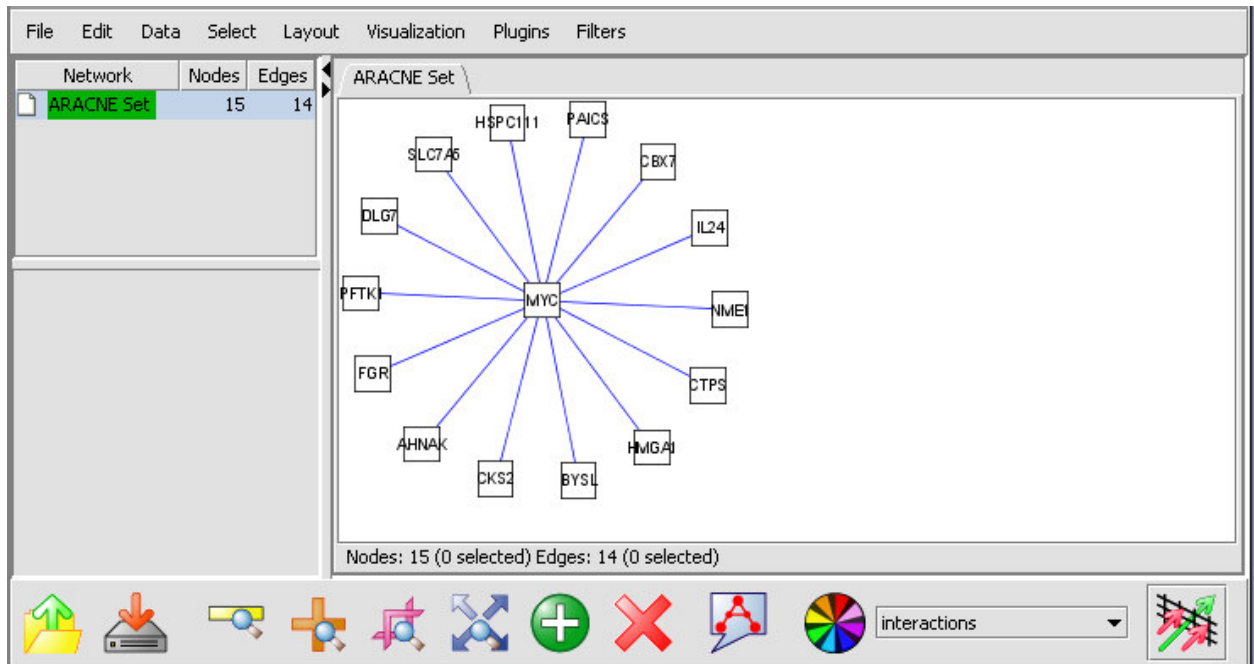 File Edit Data Select Layout Visualization Plugins Filters
Network Nodes Edges
ARACNE Set 15 14
ARACNE Set
HSPC111
PAICS
SLC7A5
CBX7
DLG7
IL24
PFTK1
MYC
NME1
FGR
CTPS
AHNAK
HMGA1
CKS2
BYSL
Nodes: 15 (0 selected) Edges: 14 (0 selected)
interactions